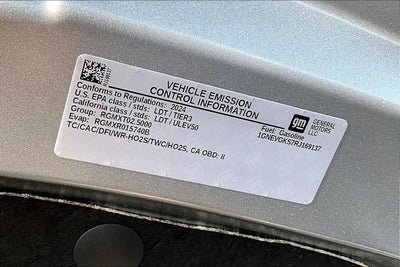 VEHICLE EMISSION
CONTROL INFORMATION
Conforms to Regulations: 2024
U.S. EPA class / stds: LDT / TIER3
California class / stds: LDT / ULEV50
Group: RGMXT02.5000
Evap: RGMXR015740B
TC/CAC/DFI/WR-HO2S/TWC/HO2S, CA OBD: II
Fuel: Gasoline
1GNEVGKS7RJ169137
gm
GENERAL
MOTORS
LLC